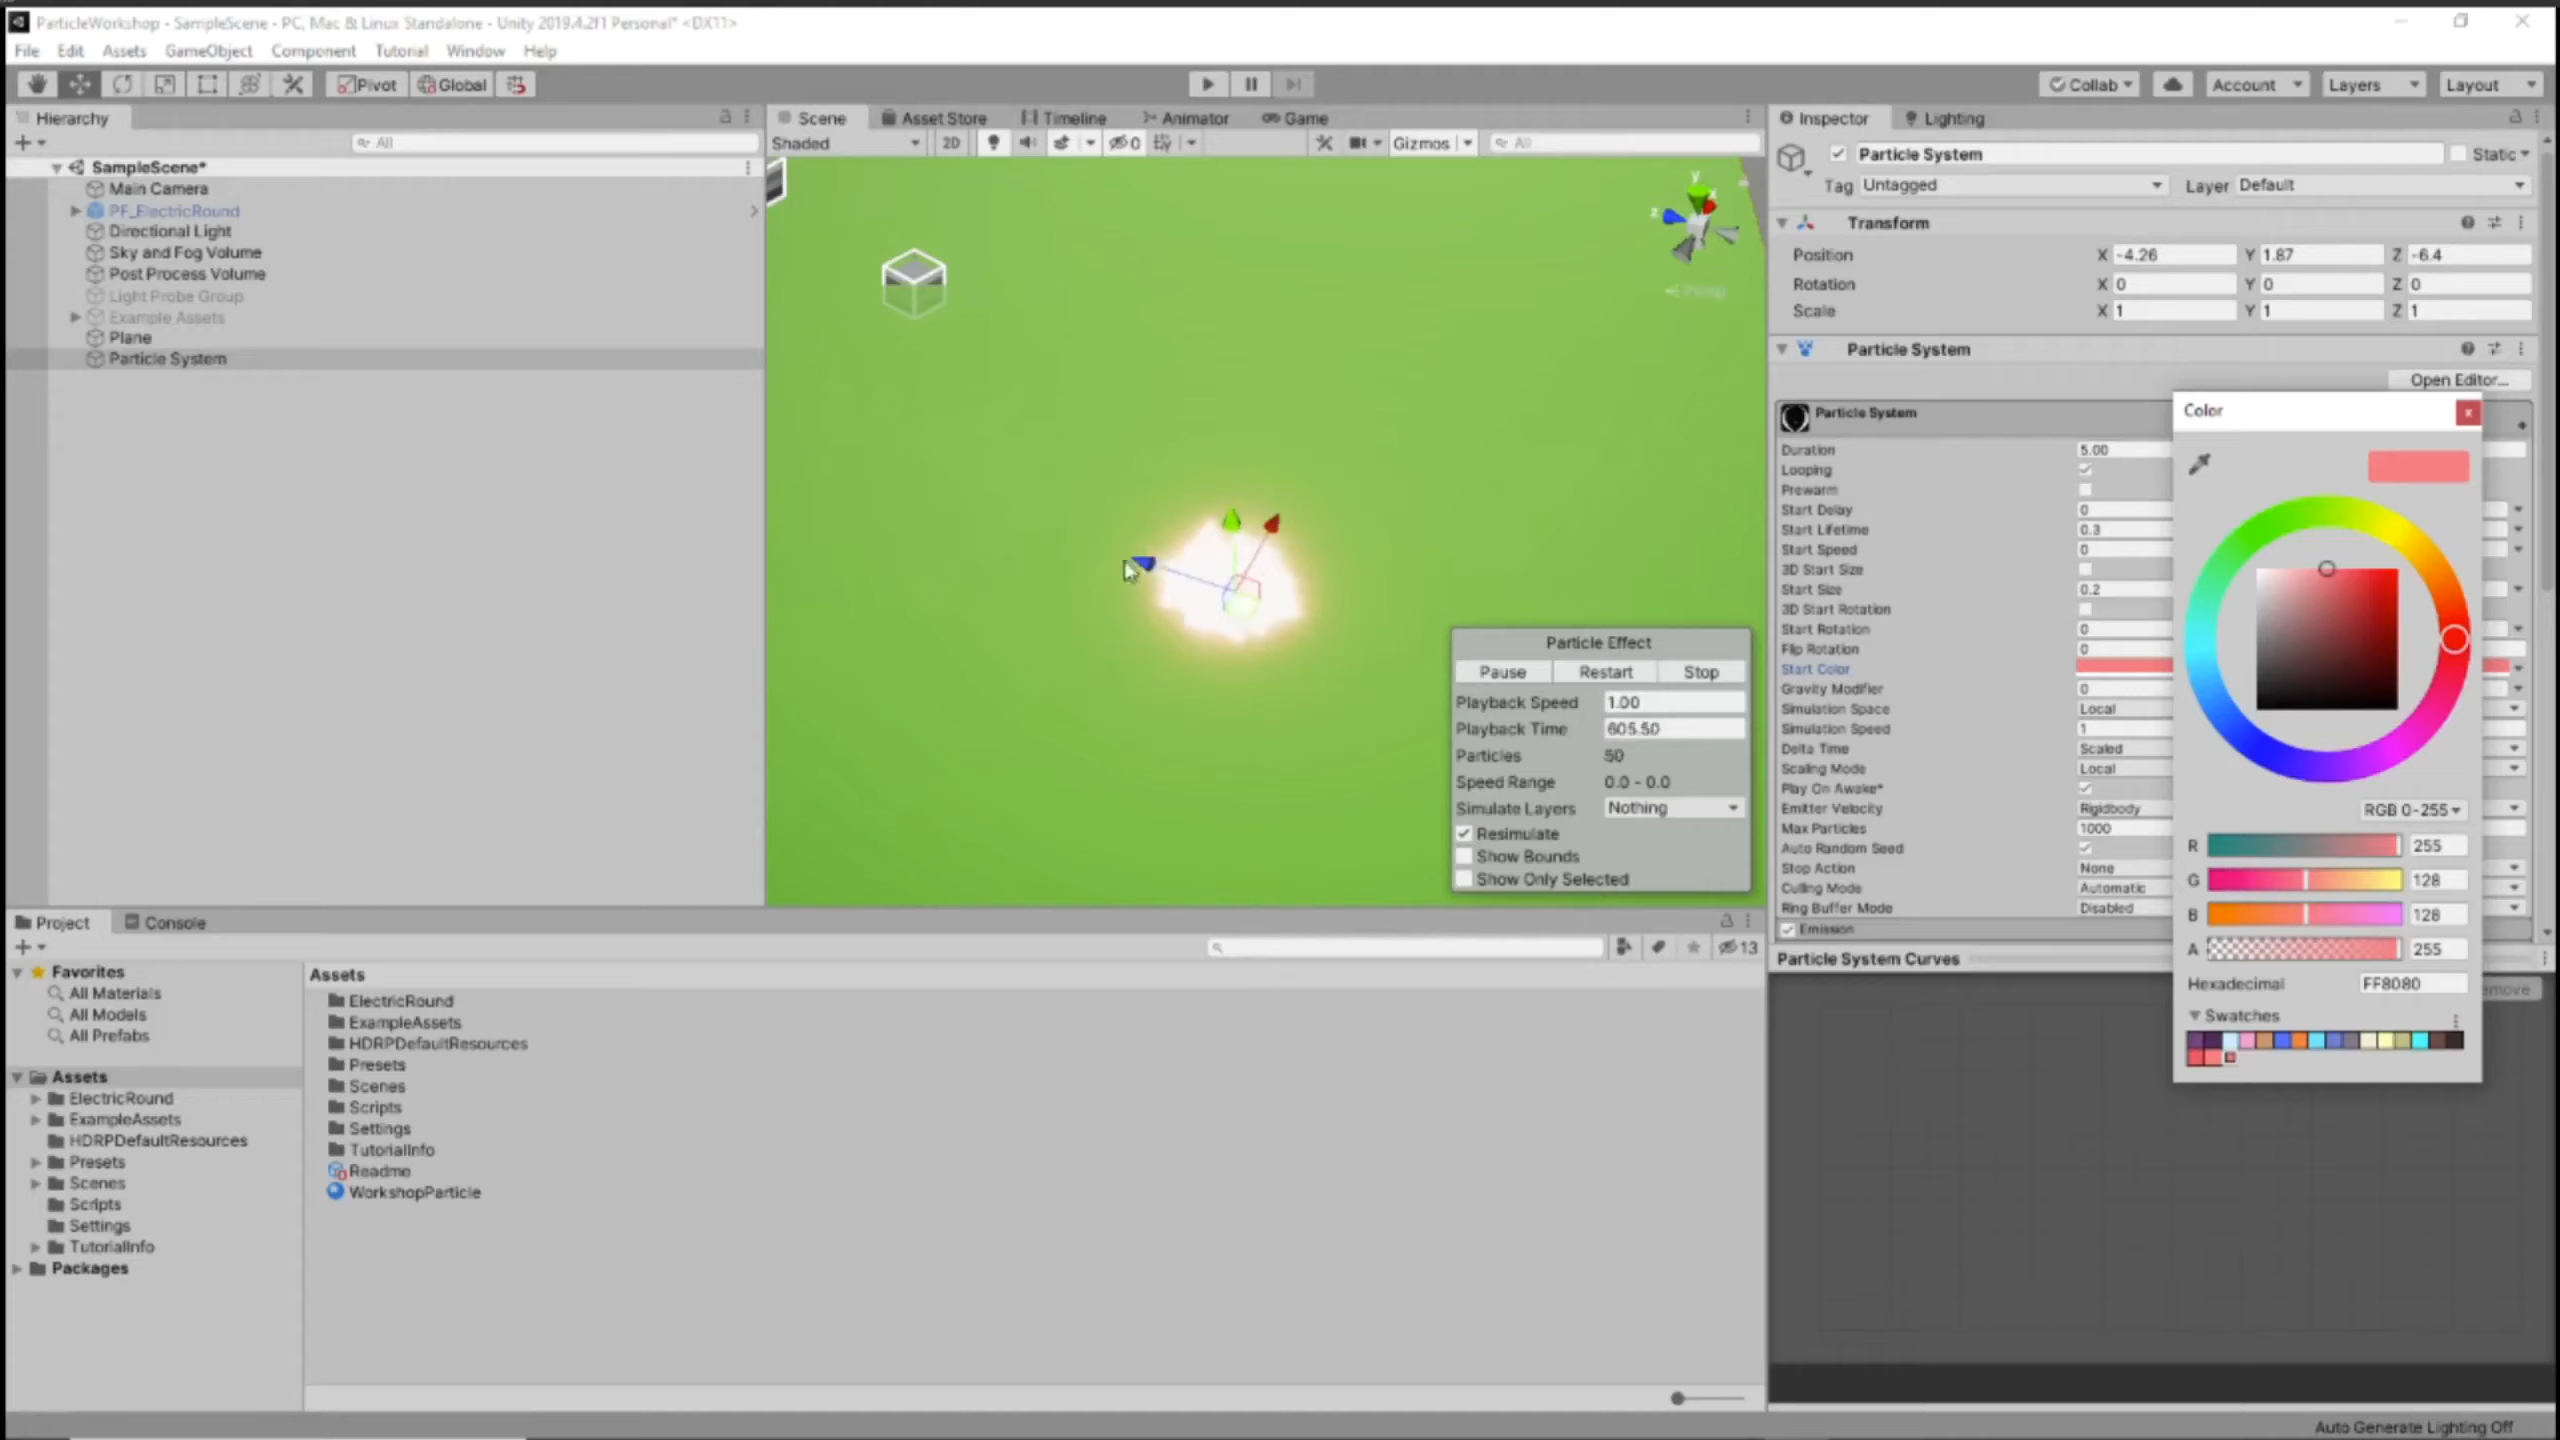 ParticleWorkshop - SampleScene - PC, Mac & Linux Standalone - Unity 2019.4.2f1 Personal* <DX11>
File Edit Assets GameObject Component Tutorial Window Help
Pivot Global Collab Account Layers Layout
Hierarchy
All
SampleScene*
Main Camera
PF_ElectricRound
Directional Light
Sky and Fog Volume
Post Process Volume
Light Probe Group
Example Assets
Plane
Particle System
Scene Asset Store Timeline Animator Game
Shaded 2D 0 Gizmos All
y
x
z
Persp
Particle Effect
Pause Restart Stop
Playback Speed 1.00
Playback Time 605.50
Particles 50
Speed Range 0.0 - 0.0
Simulate Layers Nothing
Resimulate
Show Bounds
Show Only Selected
Inspector Lighting
Particle System Static
Tag Untagged Layer Default
Transform
Position X -4.26 Y 1.87 Z -6.4
Rotation X 0 Y 0 Z 0
Scale X 1 Y 1 Z 1
Particle System
Open Editor...
Particle System
Duration 5.00
Looping
Prewarm
Start Delay 0
Start Lifetime 0.3
Start Speed 0
3D Start Size
Start Size 0.2
3D Start Rotation
Start Rotation 0
Flip Rotation 0
Start Color
Gravity Modifier 0
Simulation Space Local
Simulation Speed 1
Delta Time Scaled
Scaling Mode Local
Play On Awake*
Emitter Velocity Rigidbody
Max Particles 1000
Auto Random Seed
Stop Action None
Culling Mode Automatic
Ring Buffer Mode Disabled
Emission
Particle System Curves
Color
x
RGB 0-255
R 255
G 128
B 128
A 255
Hexadecimal FF8080
Swatches
emove
Project Console
13
Favorites
All Materials
All Models
All Prefabs
Assets
ElectricRound
ExampleAssets
HDRPDefaultResources
Presets
Scenes
Scripts
Settings
TutorialInfo
Packages
Assets
ElectricRound
ExampleAssets
HDRPDefaultResources
Presets
Scenes
Scripts
Settings
TutorialInfo
Readme
WorkshopParticle
Auto Generate Lighting Off